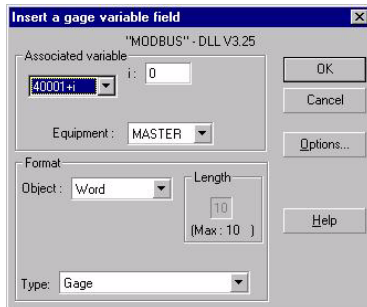 Insert a gage variable field
"MODBUS" - DLL V3.25
Associated variable
40001+i
i: 0
Equipment: MASTER
Format
Object: Word
Length
10
(Max: 10 )
Type: Gage
OK
Cancel
Options...
Help